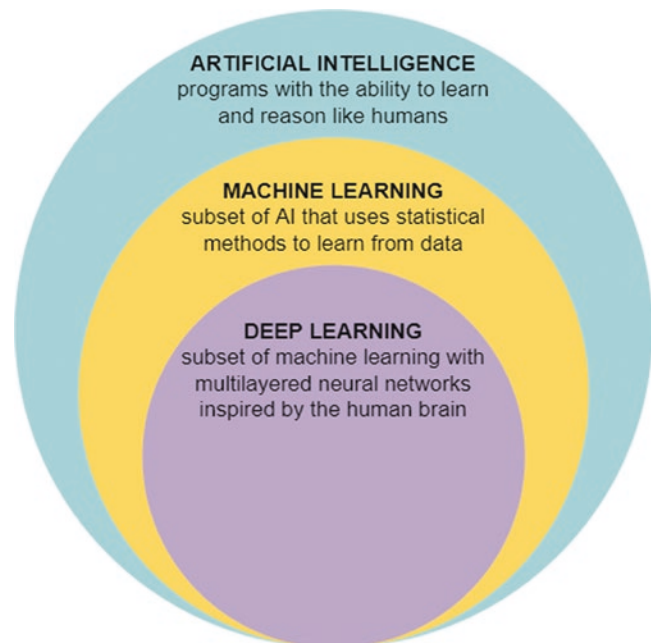 ARTIFICIAL INTELLIGENCE
programs with the ability to learn
and reason like humans
MACHINE LEARNING
subset of AI that uses statistical
methods to learn from data
DEEP LEARNING
subset of machine learning with
multilayered neural networks
inspired by the human brain